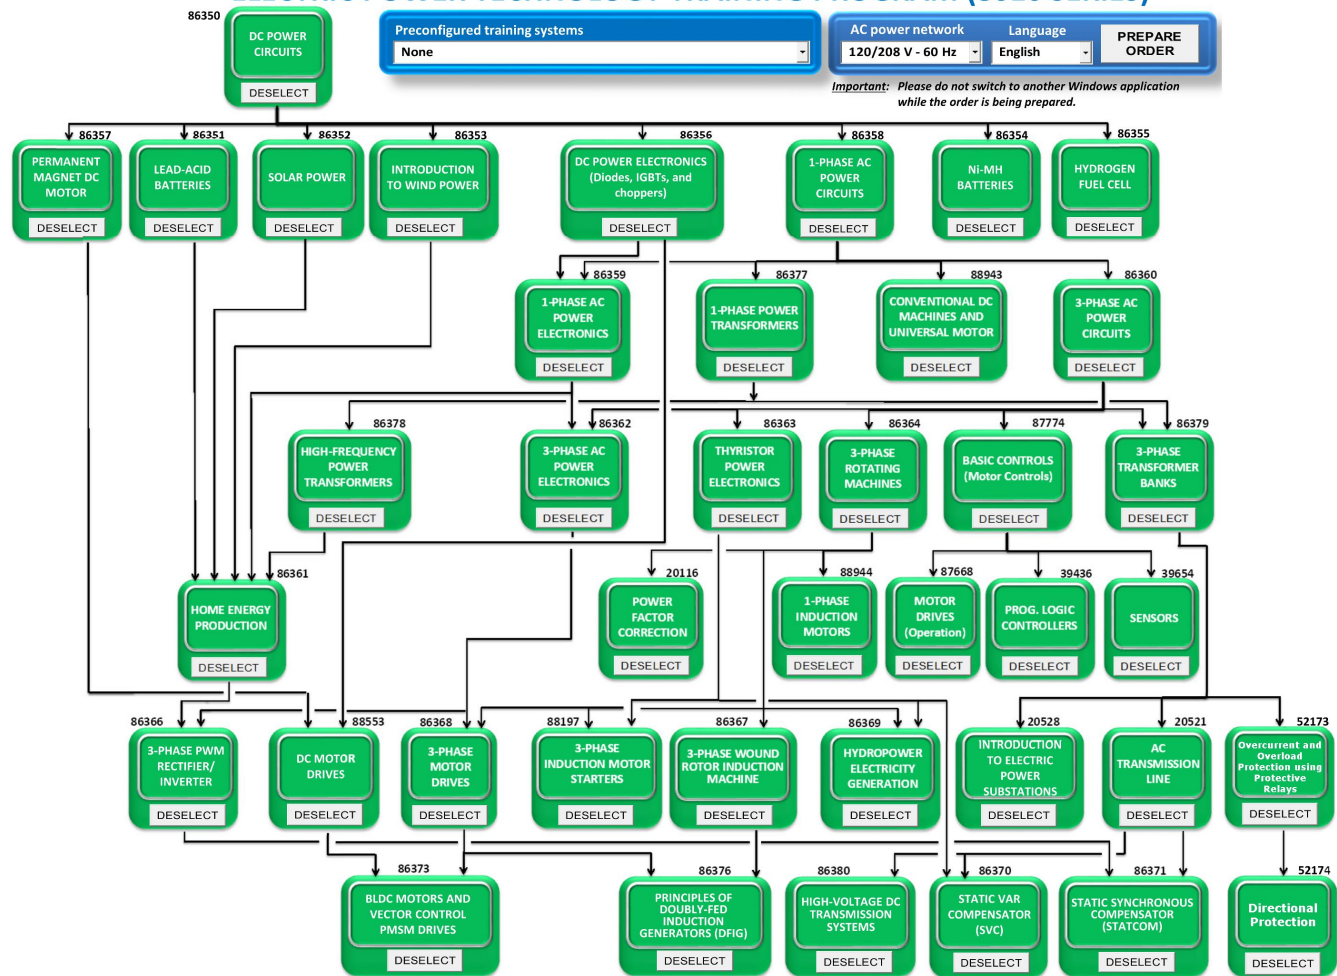 ELECTRIC POWER TECHNOLOGY TRAINING PROGRAM (8010 SERIES)
86350
DC POWER
CIRCUITS
DESELECT
Preconfigured training systems
None
AC power network
120/208 V - 60 Hz
Language
English
PREPARE
ORDER
Important: Please do not switch to another Windows application
while the order is being prepared.
86357
PERMANENT
MAGNET DC
MOTOR
DESELECT
86351
LEAD-ACID
BATTERIES
DESELECT
86352
SOLAR POWER
DESELECT
86353
INTRODUCTION
TO WIND POWER
DESELECT
86356
DC POWER ELECTRONICS
(Diodes, IGBTs, and
choppers)
DESELECT
86358
1-PHASE AC
POWER
CIRCUITS
DESELECT
86354
Ni-MH
BATTERIES
DESELECT
86355
HYDROGEN
FUEL CELL
DESELECT
86359
1-PHASE AC
POWER
ELECTRONICS
DESELECT
86377
1-PHASE POWER
TRANSFORMERS
DESELECT
88943
CONVENTIONAL DC
MACHINES AND
UNIVERSAL MOTOR
DESELECT
86360
3-PHASE AC
POWER
CIRCUITS
DESELECT
86378
HIGH-FREQUENCY
POWER
TRANSFORMERS
DESELECT
86362
3-PHASE AC
POWER
ELECTRONICS
DESELECT
86363
THYRISTOR
POWER
ELECTRONICS
DESELECT
86364
3-PHASE
ROTATING
MACHINES
DESELECT
87774
BASIC CONTROLS
(Motor Controls)
DESELECT
86379
3-PHASE
TRANSFORMER
BANKS
DESELECT
86361
HOME ENERGY
PRODUCTION
DESELECT
20116
POWER
FACTOR
CORRECTION
DESELECT
88944
1-PHASE
INDUCTION
MOTORS
DESELECT
87668
MOTOR
DRIVES
(Operation)
DESELECT
39436
PROG. LOGIC
CONTROLLERS
DESELECT
39654
SENSORS
DESELECT
86366
3-PHASE PWM
RECTIFIER/
INVERTER
DESELECT
88553
DC MOTOR
DRIVES
DESELECT
86368
3-PHASE
MOTOR
DRIVES
DESELECT
88197
3-PHASE
INDUCTION MOTOR
STARTERS
DESELECT
86367
3-PHASE WOUND
ROTOR INDUCTION
MACHINE
DESELECT
86369
HYDROPOWER
ELECTRICITY
GENERATION
DESELECT
20528
INTRODUCTION
TO ELECTRIC
POWER
SUBSTATIONS
DESELECT
20521
AC
TRANSMISSION
LINE
DESELECT
52173
Overcurrent and
Overload
Protection using
Protective
Relays
DESELECT
86373
BLDC MOTORS AND
VECTOR CONTROL
PMSM DRIVES
DESELECT
86376
PRINCIPLES OF
DOUBLY-FED
INDUCTION
GENERATORS (DFIG)
DESELECT
86380
HIGH-VOLTAGE DC
TRANSMISSION
SYSTEMS
DESELECT
86370
STATIC VAR
COMPENSATOR
(SVC)
DESELECT
86371
STATIC SYNCHRONOUS
COMPENSATOR
(STATCOM)
DESELECT
52174
Directional
Protection
DESELECT